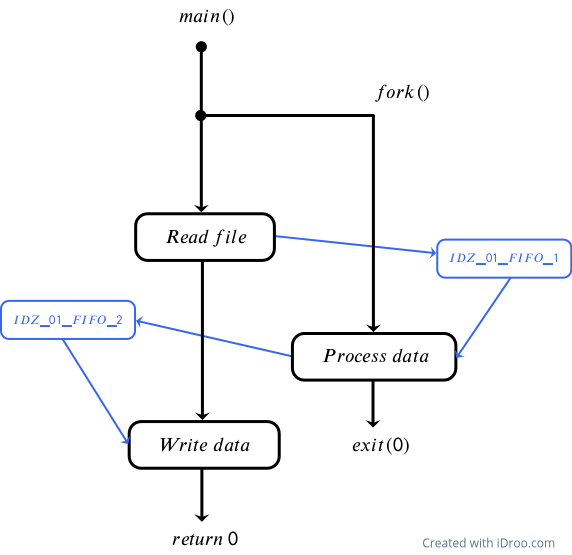 main()
fork()
Read file
IDZ_01_FIFO_1
IDZ_01_FIFO_2
Process data
Write data
exit(0)
return 0
Created with iDroo.com